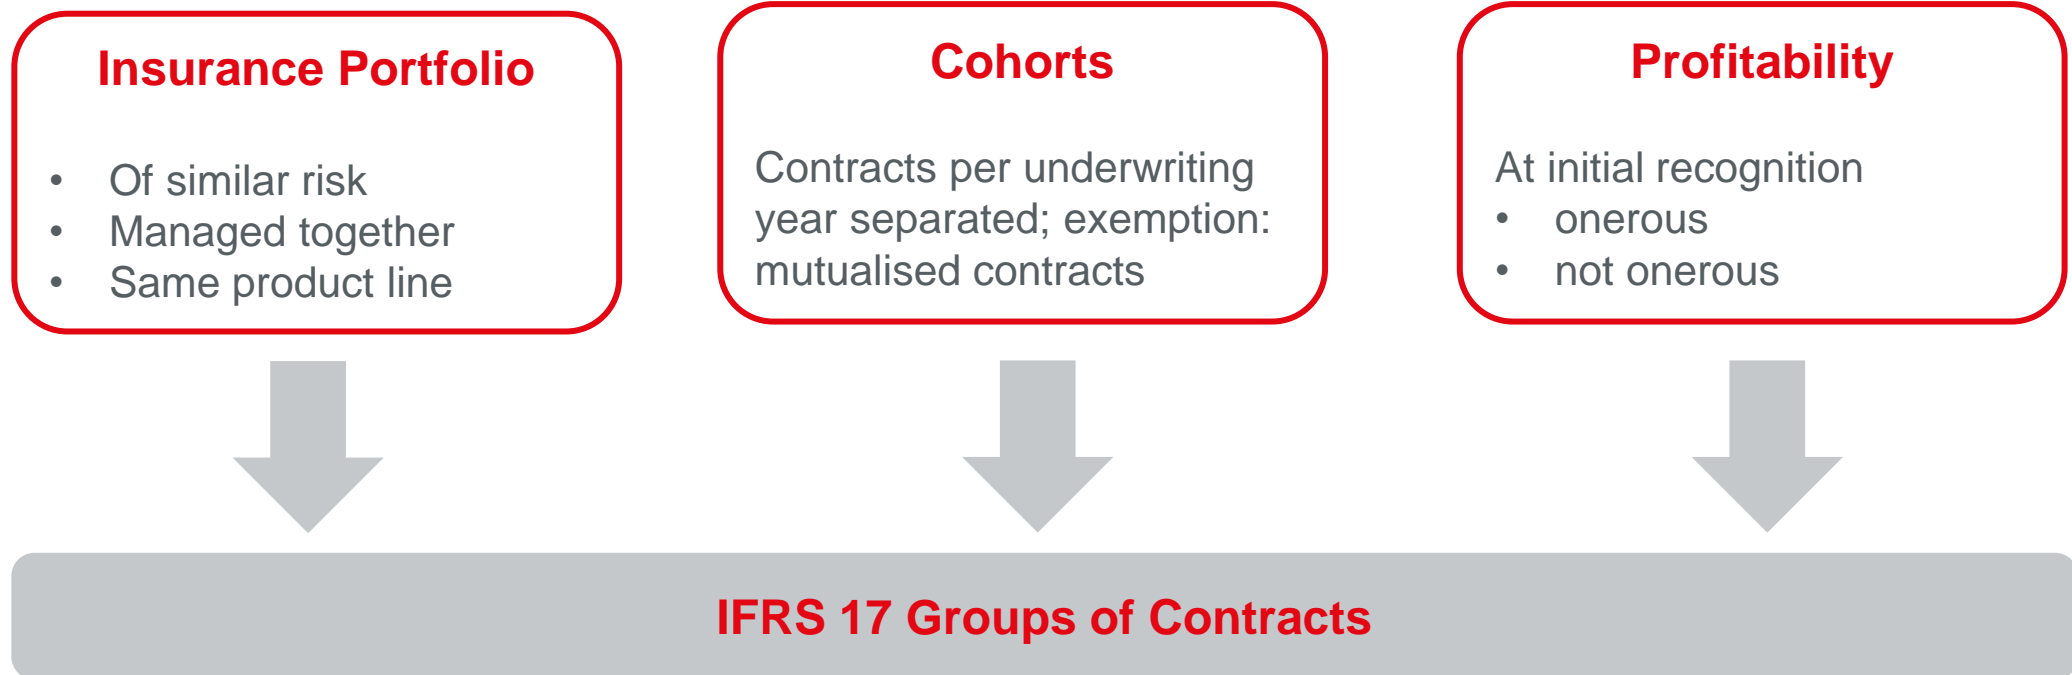 Insurance Portfolio
• Of similar risk
• Managed together
• Same product line
Cohorts
Contracts per underwriting
year separated; exemption:
mutualised contracts
Profitability
At initial recognition
• onerous
• not onerous
IFRS 17 Groups of Contracts